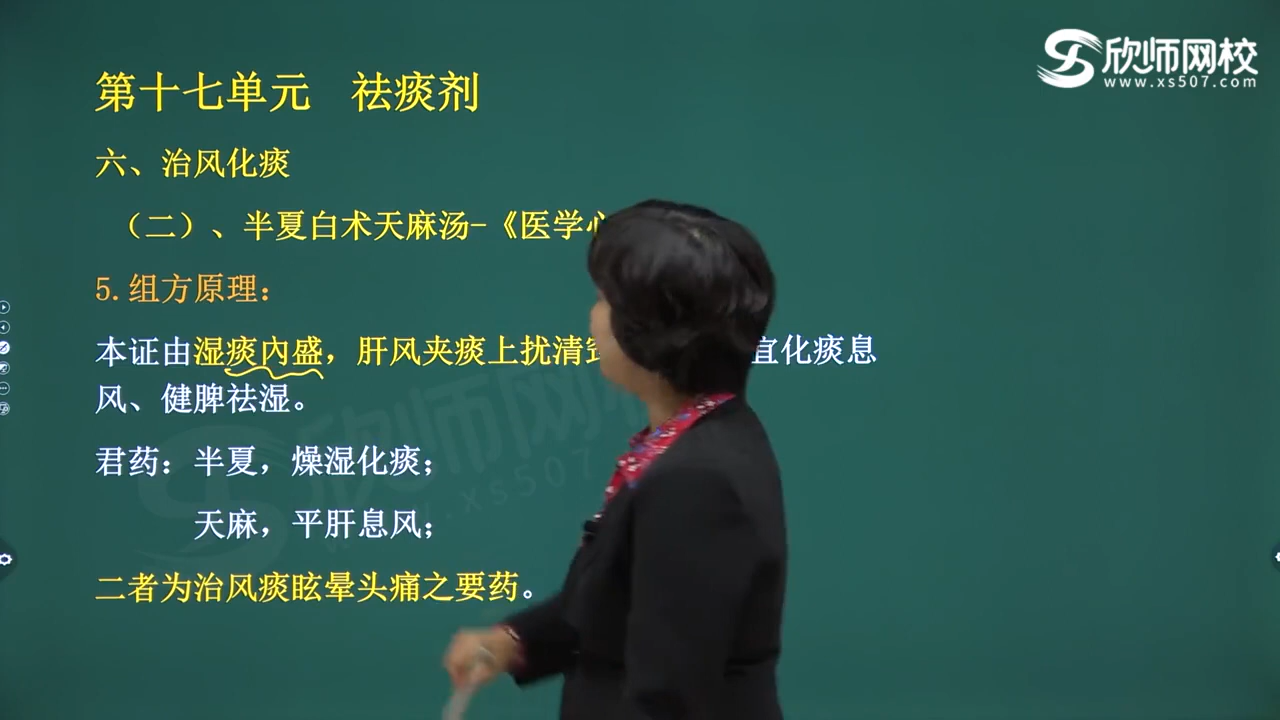 欣师网校
www.xs507.com
第十七单元 祛痰剂
六、治风化痰
（二）、半夏白术天麻汤-《医学心
5.组方原理：
本证由湿痰內盛，肝风夹痰上扰清 宜化痰息
风、健脾祛湿。
君药：半夏，燥湿化痰；
天麻，平肝息风；
二者为治风痰眩晕头痛之要药。